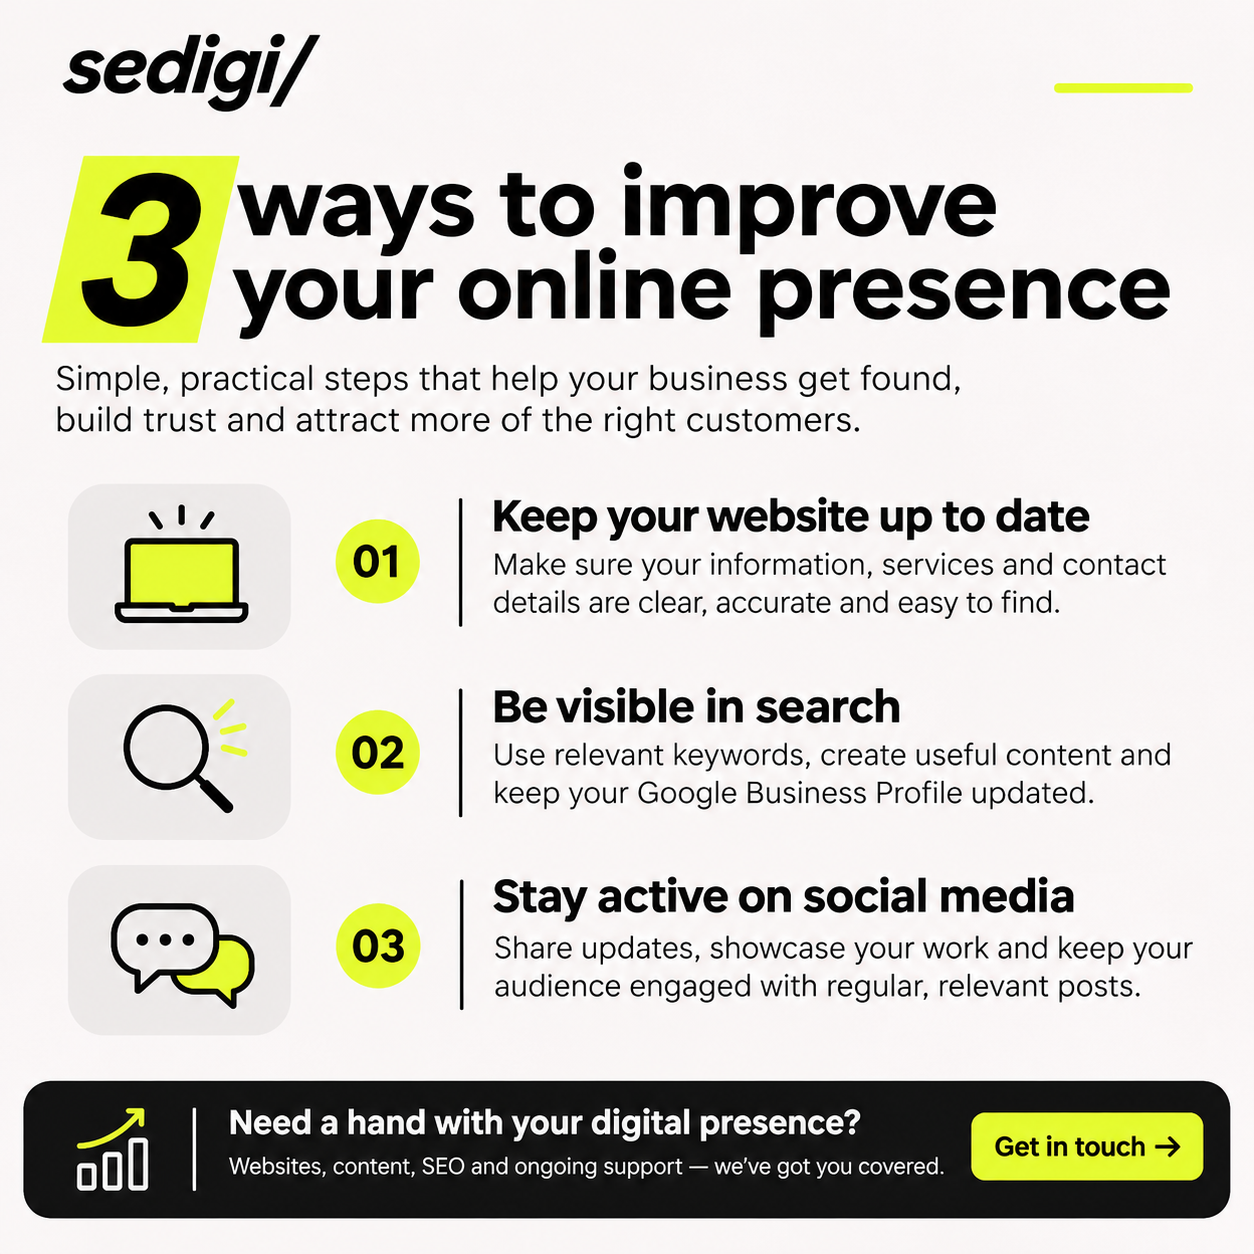 sedigi/
3 ways to improve
your online presence
Simple, practical steps that help your business get found,
build trust and attract more of the right customers.
01
Keep your website up to date
Make sure your information, services and contact
details are clear, accurate and easy to find.
02
Be visible in search
Use relevant keywords, create useful content and
keep your Google Business Profile updated.
03
Stay active on social media
Share updates, showcase your work and keep your
audience engaged with regular, relevant posts.
Need a hand with your digital presence?
Websites, content, SEO and ongoing support — we’ve got you covered.
Get in touch →